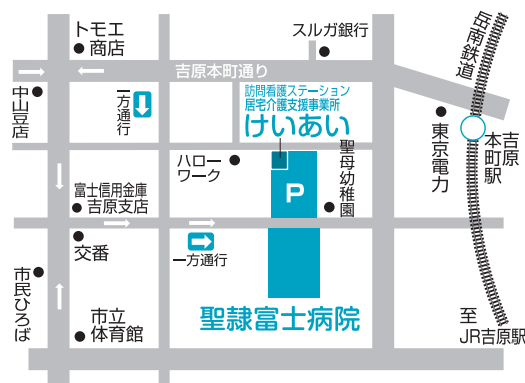 トモエ
商店
スルガ銀行
岳南鉄道
吉原本町通り
中山豆店
一方通行
訪問看護ステーション
居宅介護支援事業所
けいあい
東京電力
吉原
本町駅
ハロー
ワーク
聖母幼稚園
P
富士信用金庫
吉原支店
交番
一方通行
市民ひろば
市立
体育館
聖隷富士病院
至
JR吉原駅